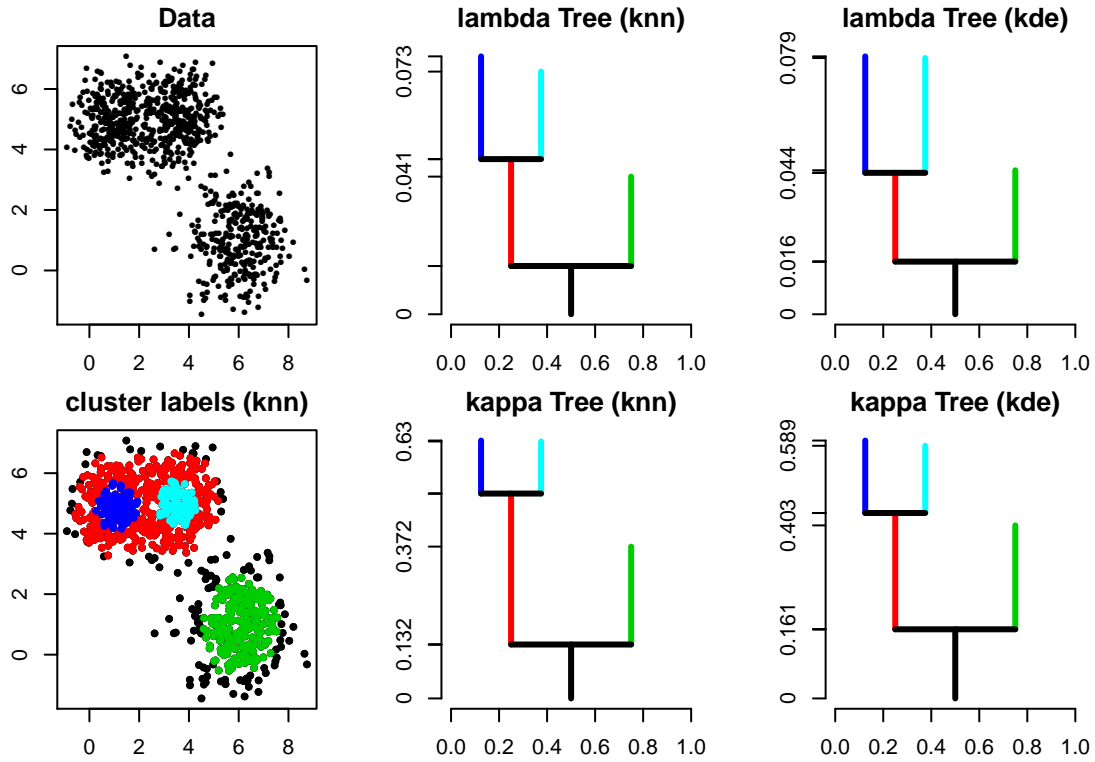 Data
lambda Tree (knn)
lambda Tree (kde)
6
4
2
0
0 2 4 6 8
0.073
0.041
0
0.0 0.2 0.4 0.6 0.8 1.0
0.079
0.044
0.016
0
0.0 0.2 0.4 0.6 0.8 1.0
cluster labels (knn)
kappa Tree (knn)
kappa Tree (kde)
6
4
2
0
0 2 4 6 8
0.63
0.372
0.132
0
0.0 0.2 0.4 0.6 0.8 1.0
0.589
0.403
0.161
0
0.0 0.2 0.4 0.6 0.8 1.0